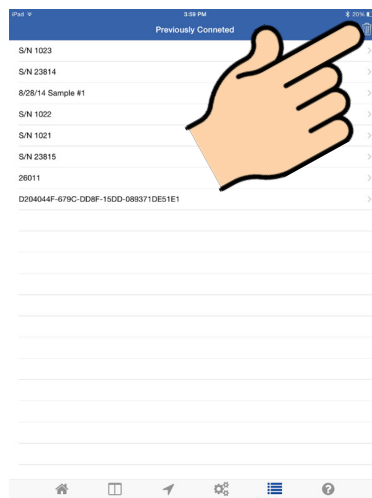 iPad 3:59 PM 20%
Previously Conneted
S/N 1023
S/N 23814
8/28/14 Sample #1
S/N 1022
S/N 1021
S/N 23815
26011
D204044F-679C-DD8F-15DD-089371DE51E1
?